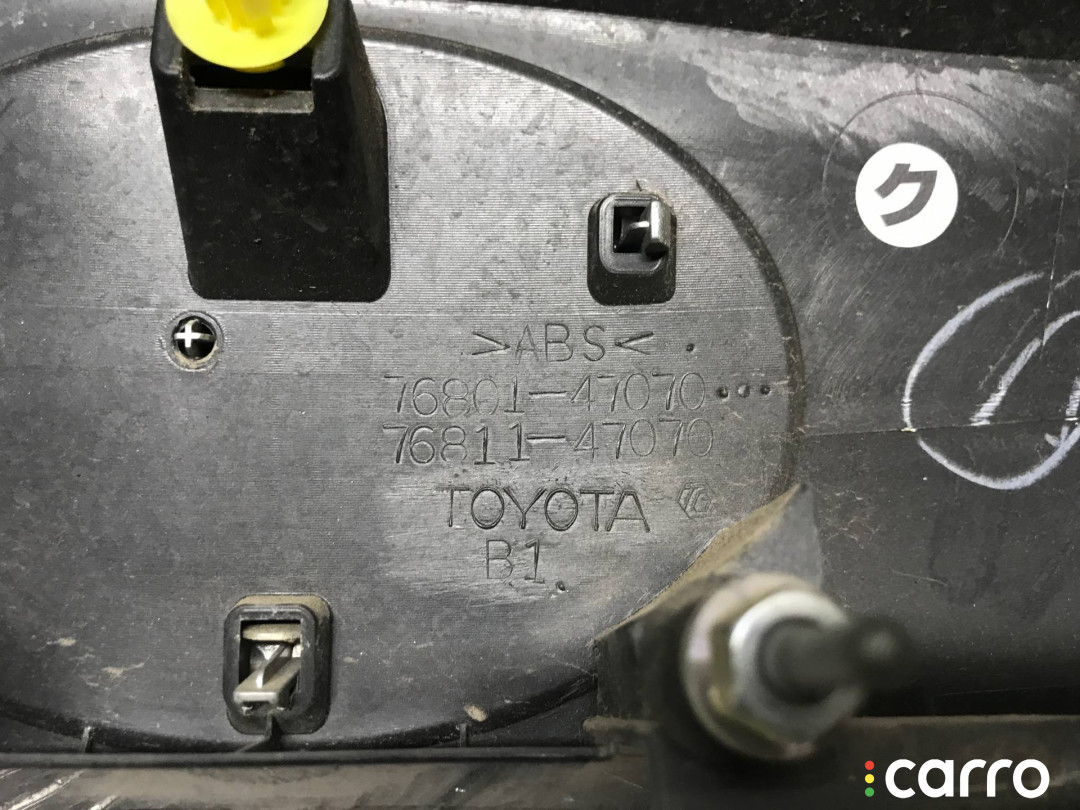 ク
>ABS<
76801-47070
76811-47070
TOYOTA
B1
carro